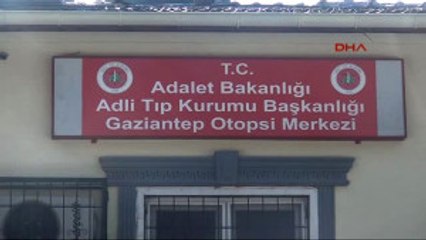 DHA
T.C.
Adalet Bakanlığı
Adli Tıp Kurumu Başkanlığı
Gaziantep Otopsi Merkezi